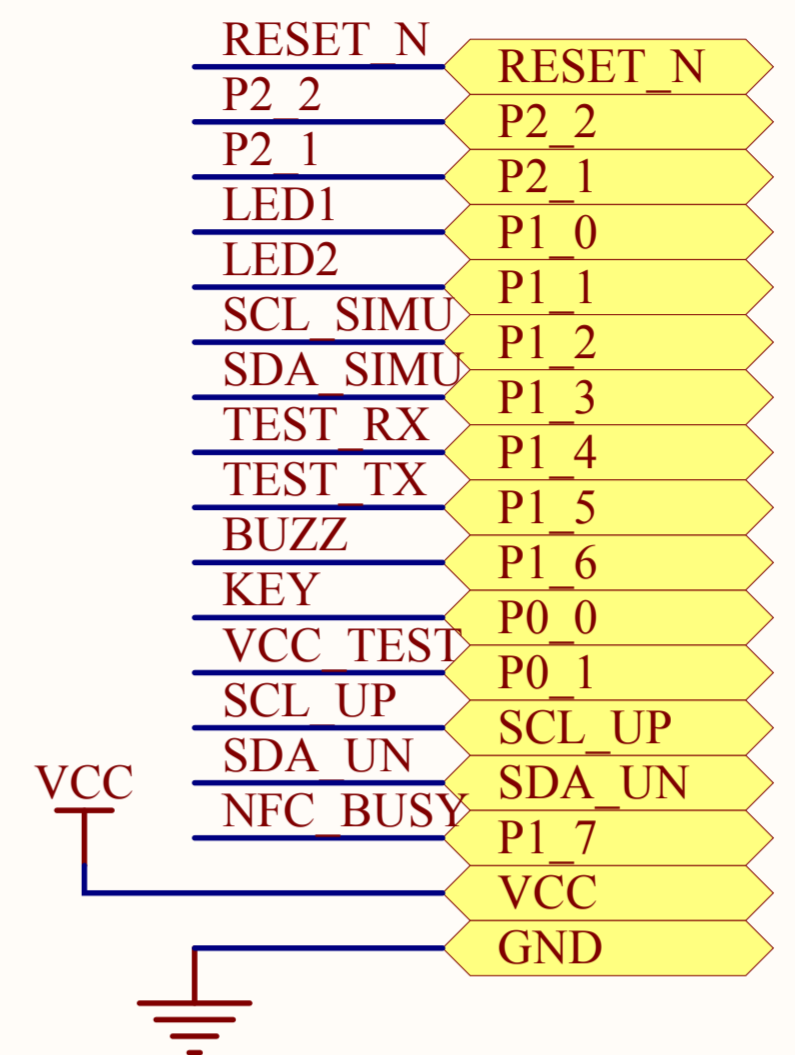 RESET_N RESET_N
P2_2 P2_2
P2_1 P2_1
LED1 P1_0
LED2 P1_1
SCL_SIMU P1_2
SDA_SIMU P1_3
TEST_RX P1_4
TEST_TX P1_5
BUZZ P1_6
KEY P0_0
VCC_TEST P0_1
SCL_UP SCL_UP
SDA_UN SDA_UN
NFC_BUSY P1_7
VCC VCC
GND